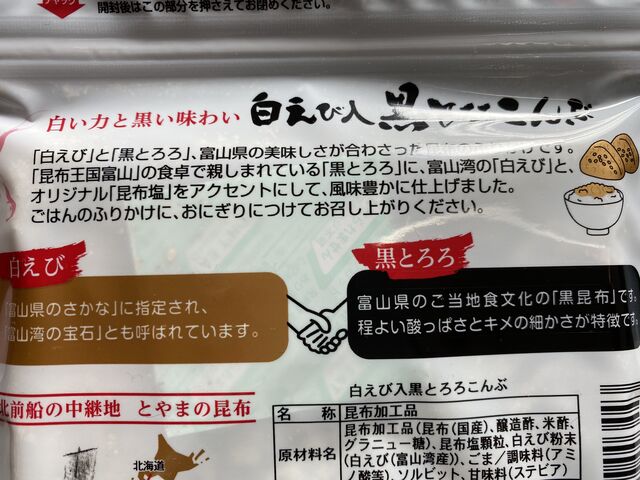 チャック
開封後はこの部分を押さえてお閉めください。
白い力と黒い味わい 白えび入黒とろろこんぶ
「白えび」と「黒とろろ」、富山県の美味しさが合わさった です。
「昆布王国富山」の食卓で親しまれている「黒とろろ」に、富山湾の「白えび」と、
オリジナル「昆布塩」をアクセントにして、風味豊かに仕上げました。
ごはんのふりかけに、おにぎりにつけてお召し上がりください。
白えび
「富山県のさかな」に指定され、
「富山湾の宝石」とも呼ばれています。
黒とろろ
富山県のご当地食文化の「黒昆布」です。
程よい酸っぱさとキメの細かさが特徴です
北前船の中継地 とやまの昆布
北海道
白えび入黒とろろこんぶ
名 称 昆布加工品
原材料名 昆布加工品(昆布(国産)、醸造酢、米酢、
グラニュー糖)、昆布塩顆粒、白えび粉末
(白えび(富山湾産))、ごま/調味料(アミ
ノ酸等)、ソルビット、甘味料(ステビア)